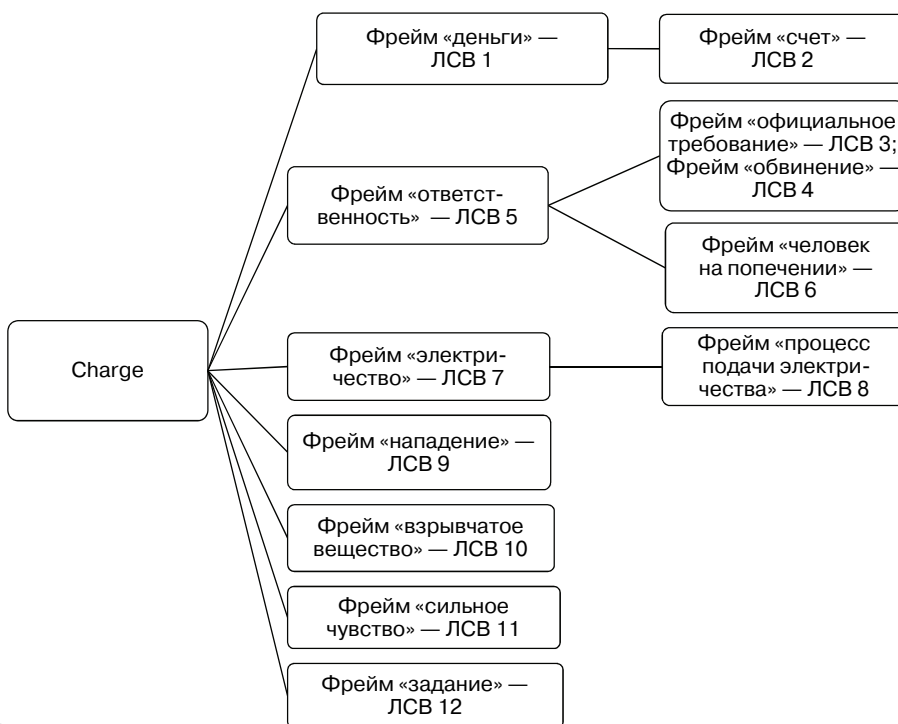 Фрейм «деньги» —
ЛСВ 1
Фрейм «счет» —
ЛСВ 2
Фрейм «официальное
требование» — ЛСВ 3;
Фрейм «обвинение» —
ЛСВ 4
Фрейм «ответст-
венность» — ЛСВ 5
Фрейм «человек
на попечении» —
ЛСВ 6
Charge
Фрейм «электри-
чество» — ЛСВ 7
Фрейм «процесс
подачи электри-
чества» — ЛСВ 8
Фрейм «нападение» —
ЛСВ 9
Фрейм «взрывчатое
вещество» — ЛСВ 10
Фрейм «сильное
чувство» — ЛСВ 11
Фрейм «задание» —
ЛСВ 12